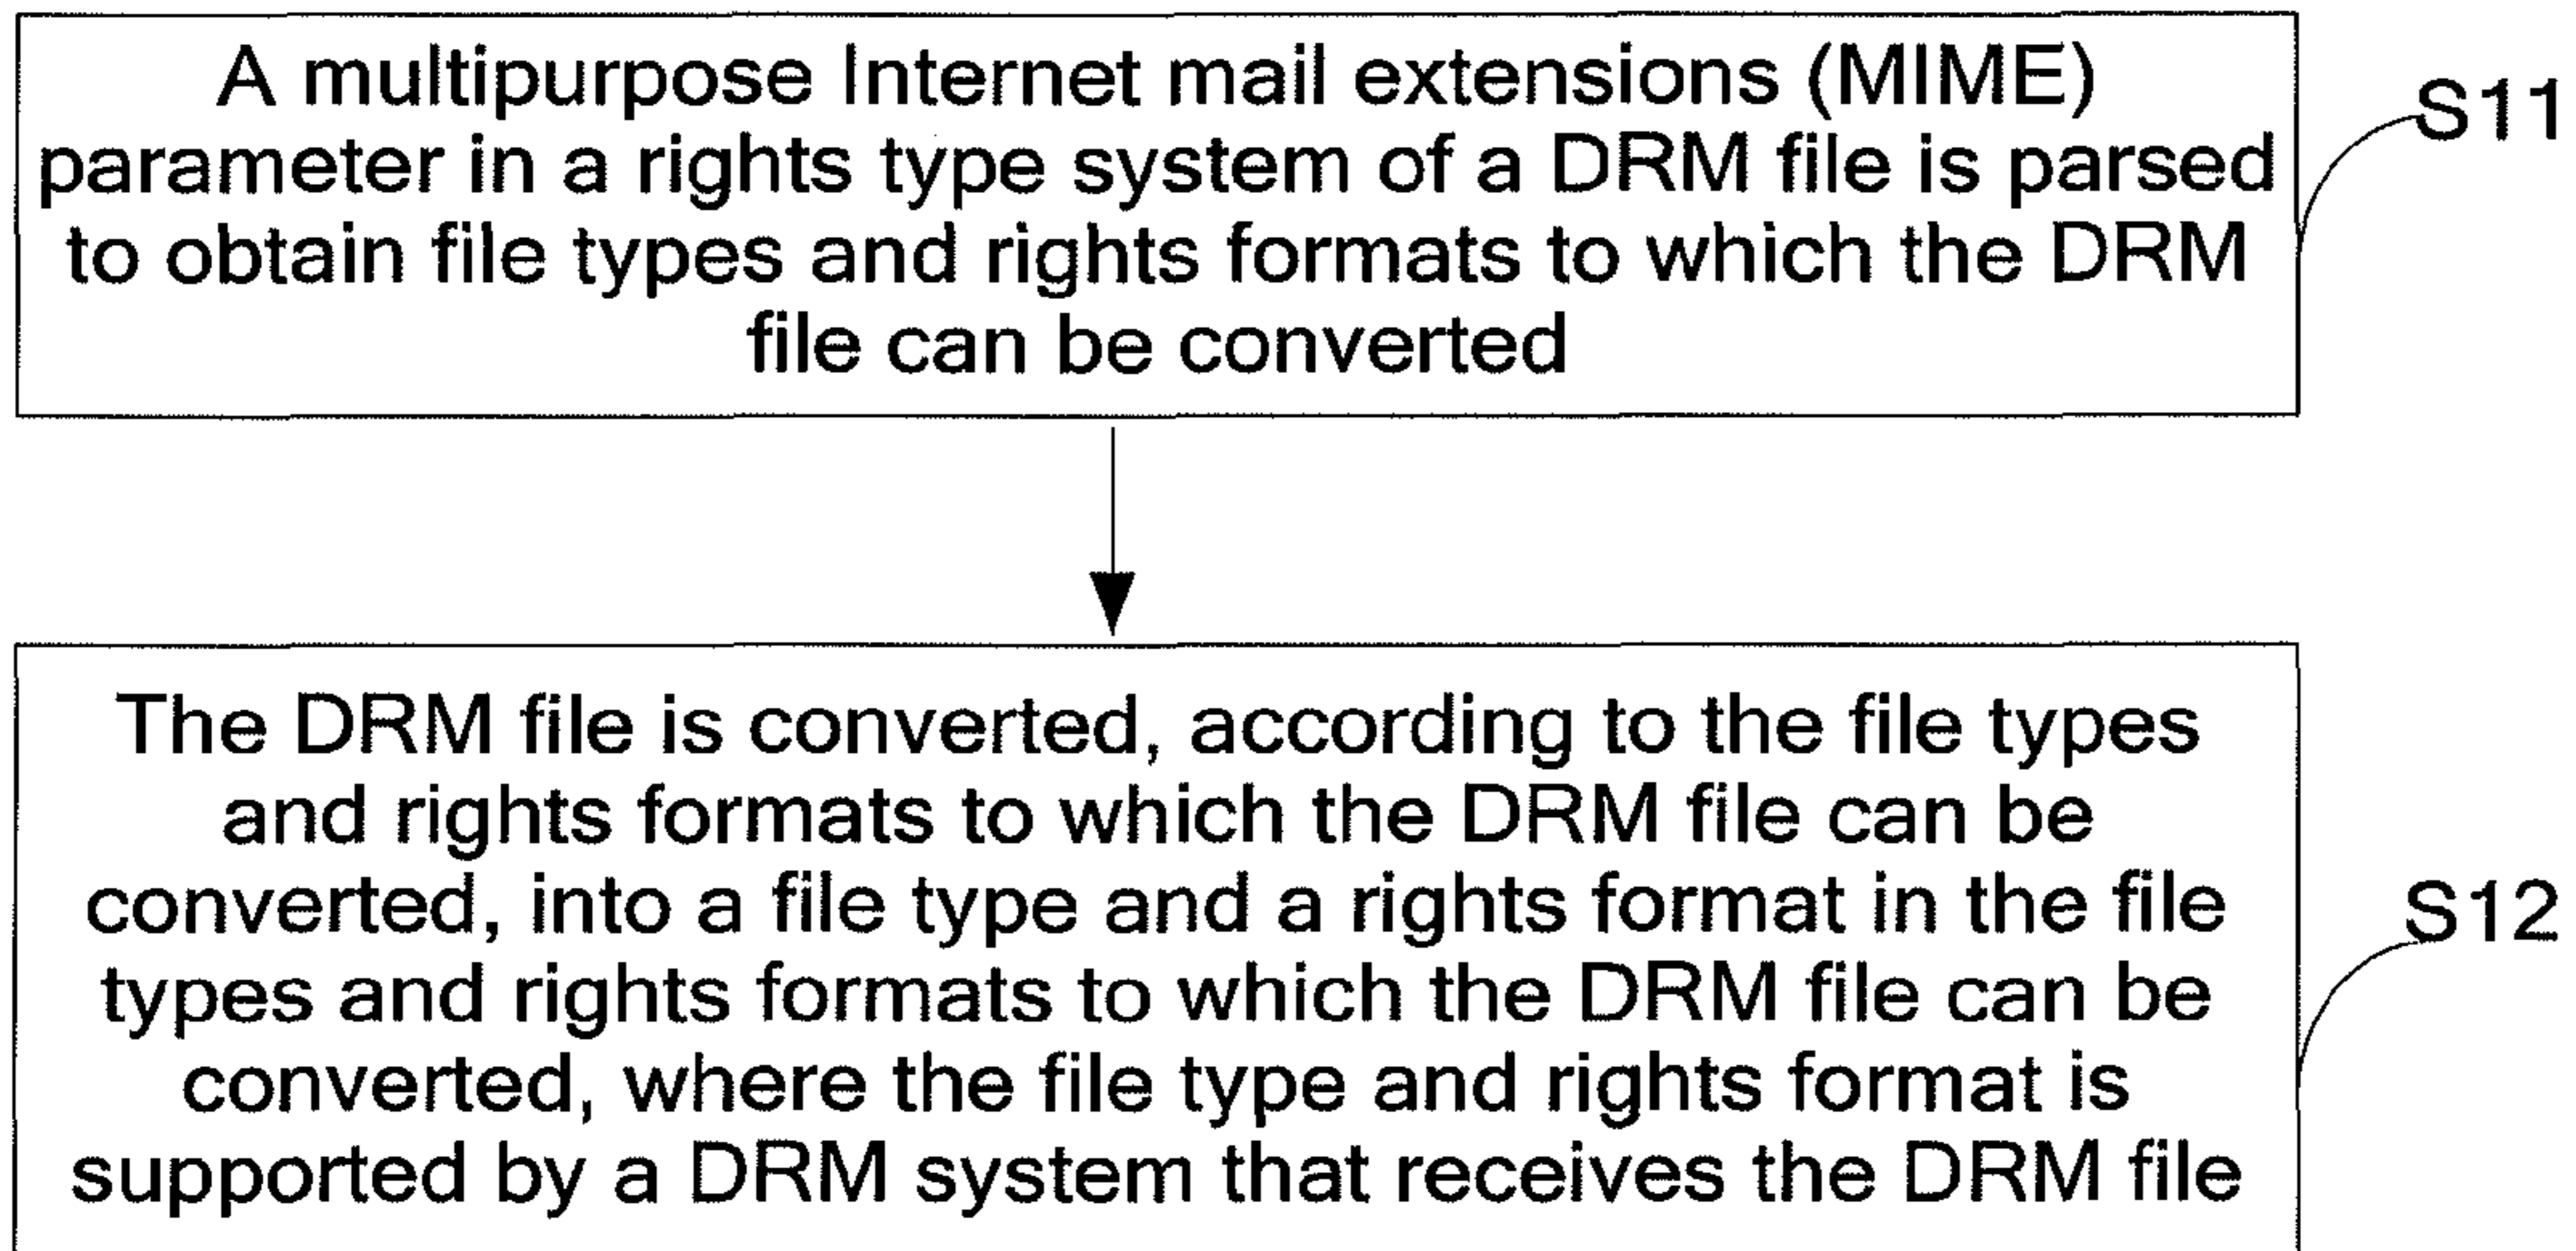 A multipurpose Internet mail extensions (MIME)
parameter in a rights type system of a DRM file is parsed
to obtain file types and rights formats to which the DRM
file can be converted
S11
The DRM file is converted, according to the file types
and rights formats to which the DRM file can be
converted, into a file type and a rights format in the file
types and rights formats to which the DRM file can be
converted, where the file type and rights format is
supported by a DRM system that receives the DRM file
S12